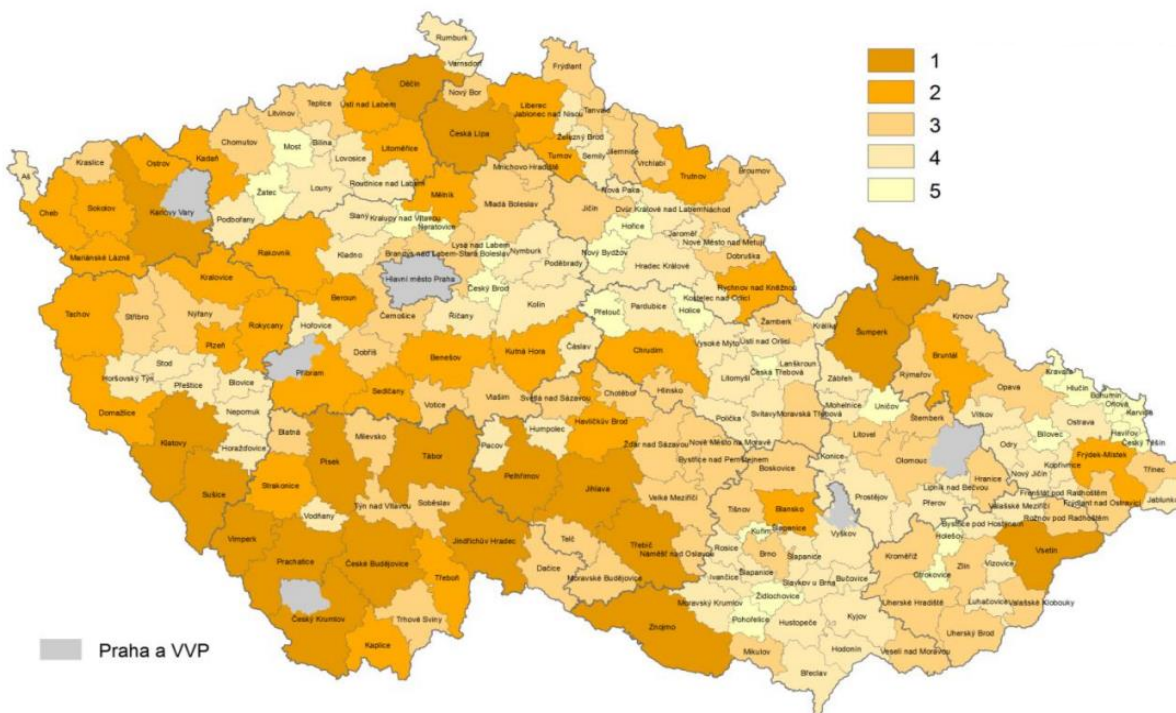 Rumburk
Varnsdorf
Děčín
Frýdlant
Nový Bor
Liberec
Jablonec nad Nisou
Tanvald
Teplice
Ústí nad Labem
Litvínov
Česká Lípa
Železný Brod
Chomutov
Most
Bílina
Litoměřice
Semily
Jilemnice
Vrchlabí
Turnov
Lovosice
Mnichovo Hradiště
Trutnov
Broumov
Kraslice
Ostrov
Kadaň
Aš
Žatec
Louny
Roudnice nad Labem
Mělník
Nová Paka
Cheb
Sokolov
Karlovy Vary
Podbořany
Slaný
Kralupy nad Vltavou
Neratovice
Mladá Boleslav
Jičín
Dvůr Králové nad Labem
Náchod
Hořice
Jaroměř
Nové Město nad Metují
Mariánské Lázně
Rakovník
Kladno
Brandýs nad Labem-Stará Boleslav
Lysá nad Labem
Nymburk
Nový Bydžov
Dobruška
Poděbrady
Hradec Králové
Kralovice
Hlavní město Praha
Český Brod
Beroun
Kolín
Rychnov nad Kněžnou
Kostelec nad Orlicí
Jeseník
Tachov
Stříbro
Nýřany
Rokycany
Hořovice
Černošice
Říčany
Přelouč
Pardubice
Holice
Žamberk
Plzeň
Dobříš
Čáslav
Králíky
Šumperk
Krnov
Stod
Příbram
Benešov
Kutná Hora
Chrudim
Vysoké Mýto
Ústí nad Orlicí
Bruntál
Horšovský Týn
Přeštice
Blovice
Sedlčany
Vlašim
Lanškroun
Česká Třebová
Zábřeh
Rýmařov
Kravaře
Hlučín
Bohumín
Orlová
Karviná
Domažlice
Nepomuk
Votice
Světlá nad Sázavou
Chotěboř
Hlinsko
Litomyšl
Opava
Klatovy
Horažďovice
Blatná
Milevsko
Tábor
Pacov
Humpolec
Havlíčkův Brod
Polička
Svitavy
Moravská Třebová
Mohelnice
Uničov
Šternberk
Vítkov
Ostrava
Havířov
Český Těšín
Žďár nad Sázavou
Nové Město na Moravě
Litovel
Bílovec
Písek
Pelhřimov
Bystřice nad Pernštejnem
Konice
Olomouc
Odry
Frýdek-Místek
Sušice
Strakonice
Jihlava
Boskovice
Hranice
Nový Jičín
Kopřivnice
Třinec
Soběslav
Velké Meziříčí
Prostějov
Lipník nad Bečvou
Frenštát pod Radhoštěm
Týn nad Vltavou
Tišnov
Blansko
Přerov
Valašské Meziříčí
Frýdlant nad Ostravicí
Jablunkov
Vodňany
Bystřice pod Hostýnem
Rožnov pod Radhoštěm
Vimperk
Jindřichův Hradec
Telč
Třebíč
Náměšť nad Oslavou
Kuřim
Šlapanice
Vyškov
Holešov
Vsetín
Prachatice
České Budějovice
Rosice
Brno
Šlapanice
Kroměříž
Zlín
Vizovice
Třeboň
Dačice
Moravské Budějovice
Ivančice
Šlapanice
Slavkov u Brna
Bučovice
Otrokovice
Český Krumlov
Trhové Sviny
Moravský Krumlov
Židlochovice
Uherské Hradiště
Luhačovice
Valašské Klobouky
Znojmo
Pohořelice
Hustopeče
Kyjov
Kaplice
Mikulov
Hodonín
Veselí nad Moravou
Uherský Brod
Břeclav
1
2
3
4
5
Praha a VVP